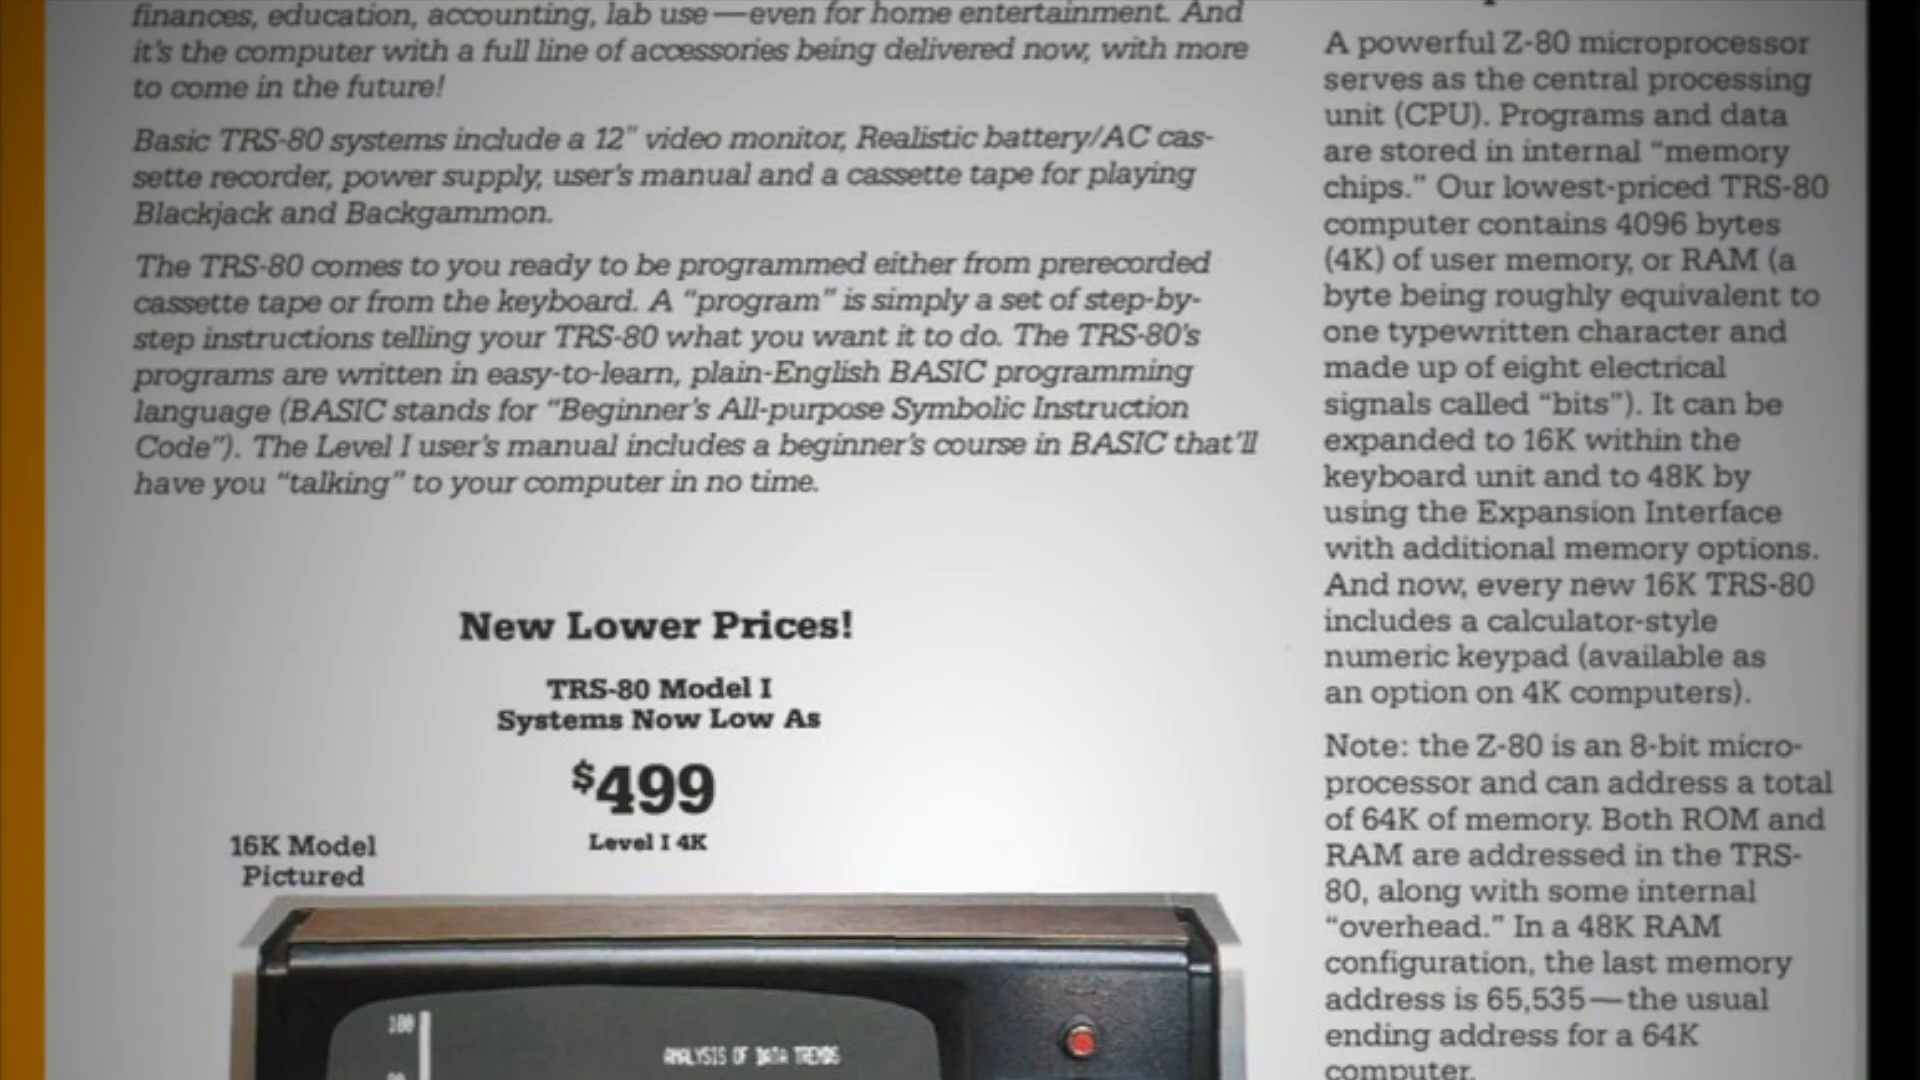 finances, education, accounting, lab use—even for home entertainment. And
it's the computer with a full line of accessories being delivered now, with more
to come in the future!
Basic TRS-80 systems include a 12" video monitor, Realistic battery/AC cas-
sette recorder, power supply, user's manual and a cassette tape for playing
Blackjack and Backgammon.
The TRS-80 comes to you ready to be programmed either from prerecorded
cassette tape or from the keyboard. A “program” is simply a set of step-by-
step instructions telling your TRS-80 what you want it to do. The TRS-80's
programs are written in easy-to-learn, plain-English BASIC programming
language (BASIC stands for “Beginner's All-purpose Symbolic Instruction
Code”). The Level I user's manual includes a beginner's course in BASIC that'll
have you “talking” to your computer in no time.
New Lower Prices!
TRS-80 Model I
Systems Now Low As
$499
Level I 4K
16K Model
Pictured
100
ANALYSIS OF DATA TRENDS
A powerful Z-80 microprocessor
serves as the central processing
unit (CPU). Programs and data
are stored in internal “memory
chips.” Our lowest-priced TRS-80
computer contains 4096 bytes
(4K) of user memory, or RAM (a
byte being roughly equivalent to
one typewritten character and
made up of eight electrical
signals called “bits”). It can be
expanded to 16K within the
keyboard unit and to 48K by
using the Expansion Interface
with additional memory options.
And now, every new 16K TRS-80
includes a calculator-style
numeric keypad (available as
an option on 4K computers).
Note: the Z-80 is an 8-bit micro-
processor and can address a total
of 64K of memory. Both ROM and
RAM are addressed in the TRS-
80, along with some internal
“overhead.” In a 48K RAM
configuration, the last memory
address is 65,535—the usual
ending address for a 64K
computer.